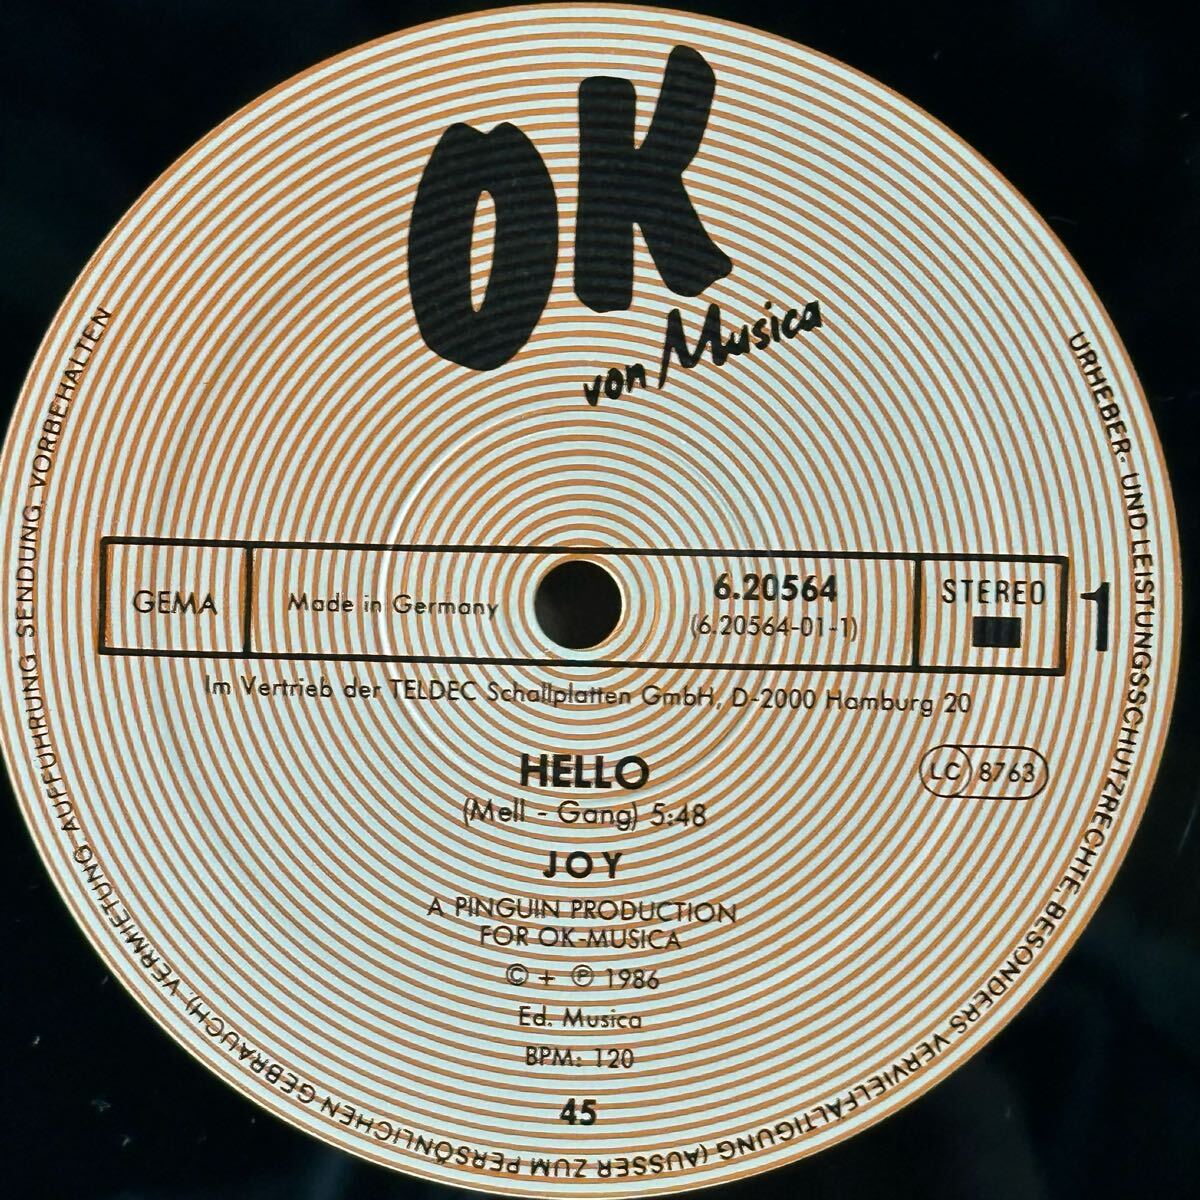 OK
von Musica
GEMA
Made in Germany
6.20564
(6.20564-01-1)
STEREO
1
Im Vertrieb der TELDEC Schallplatten GmbH, D-2000 Hamburg 20
LC 8763
HELLO
(Mell - Gang) 5:48
JOY
A PINGUIN PRODUCTION
FOR OK-MUSICA
© + ℗ 1986
Ed. Musica
BPM: 120
45
URHEBER- UND LEISTUNGSSCHUTZRECHTE, BESONDERS VERVIELFÄLTIGUNG (AUSSER ZUM PERSÖNLICHEN GEBRAUCH), VERMIETUNG, AUFFÜHRUNG, SENDUNG, VORBEHALTEN